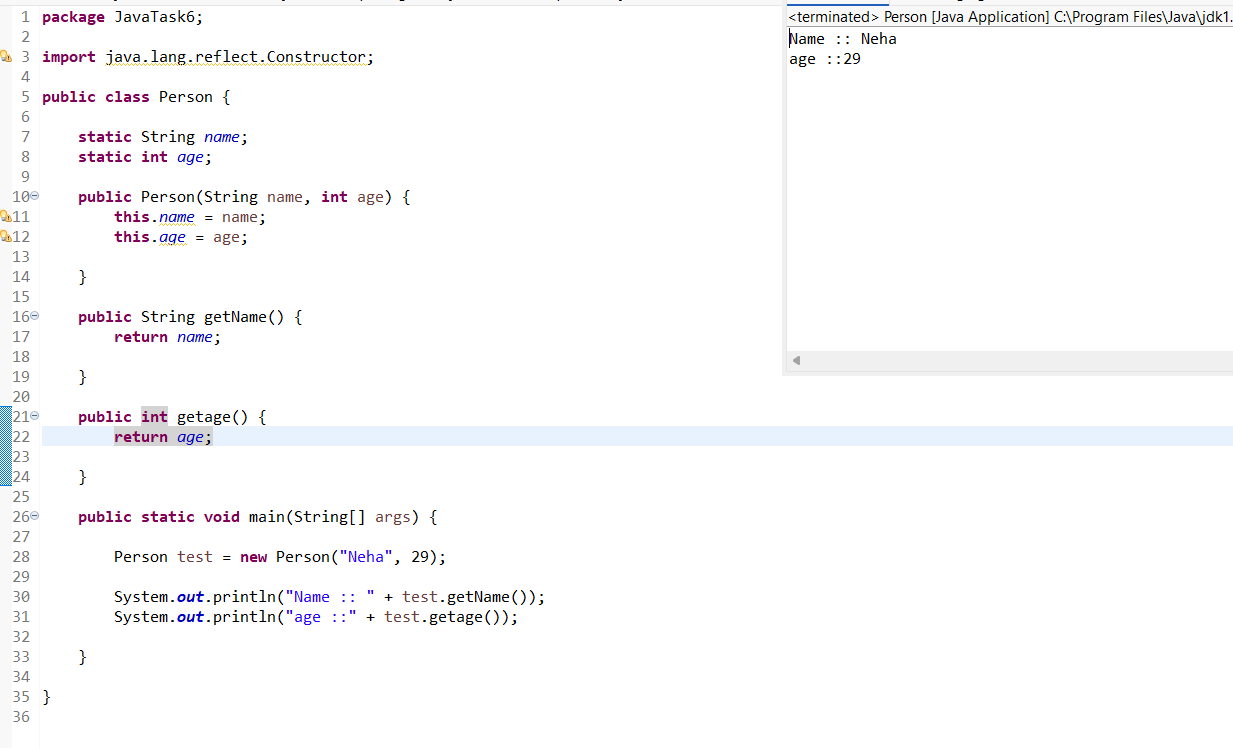 1 package JavaTask6;
2
3 import java.lang.reflect.Constructor;
4
5 public class Person {
6
7 static String name;
8 static int age;
9
10 public Person(String name, int age) {
11 this.name = name;
12 this.age = age;
13
14 }
15
16 public String getName() {
17 return name;
18
19 }
20
21 public int getage() {
22 return age;
23
24 }
25
26 public static void main(String[] args) {
27
28 Person test = new Person("Neha", 29);
29
30 System.out.println("Name :: " + test.getName());
31 System.out.println("age ::" + test.getage());
32
33 }
34
35 }
36
<terminated> Person [Java Application] C:\Program Files\Java\jdk1.
Name :: Neha
age ::29